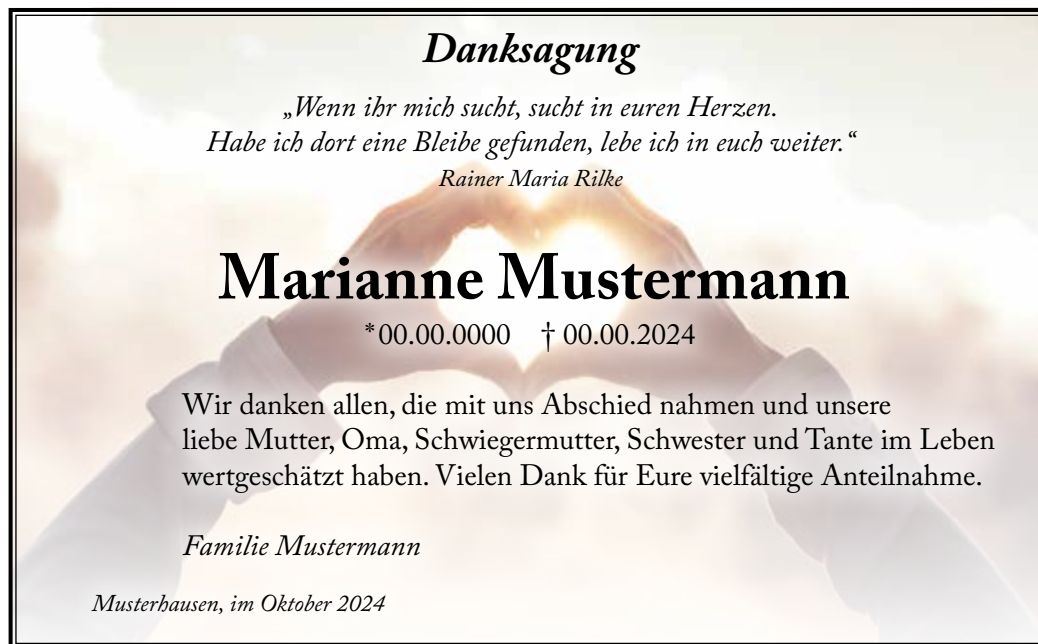 Danksagung
„Wenn ihr mich sucht, sucht in euren Herzen.
Habe ich dort eine Bleibe gefunden, lebe ich in euch weiter.“
Rainer Maria Rilke
Marianne Mustermann
*00.00.0000 † 00.00.2024
Wir danken allen, die mit uns Abschied nahmen und unsere
liebe Mutter, Oma, Schwiegermutter, Schwester und Tante im Leben
wertgeschätzt haben. Vielen Dank für Eure vielfältige Anteilnahme.
Familie Mustermann
Musterhausen, im Oktober 2024